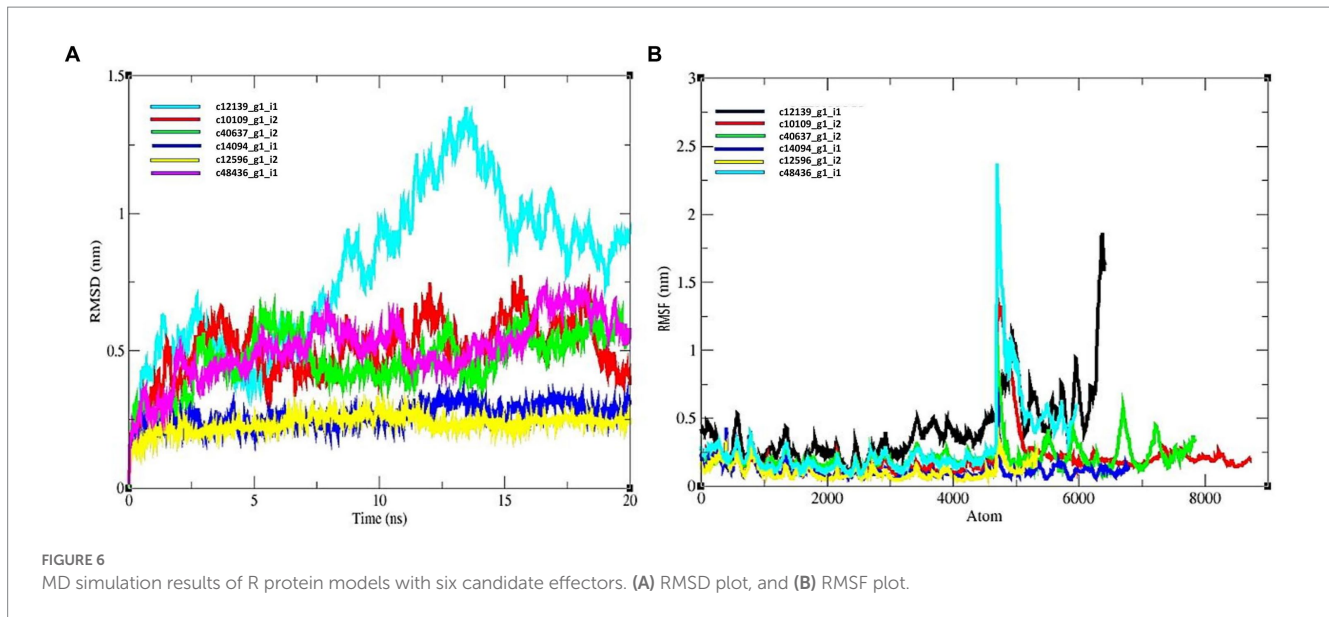 A
1.5
1
0.5
0
RMSD (nm)
c12139_g1_i1
c10109_g1_i2
c40637_g1_i2
c14094_g1_i1
c12596_g1_i2
c48436_g1_i1
0
5
10
15
20
Time (ns)
B
3
2.5
2
1.5
1
0.5
0
RMSF (nm)
c12139_g1_i1
c10109_g1_i2
c40637_g1_i2
c14094_g1_i1
c12596_g1_i2
c48436_g1_i1
0
2000
4000
6000
8000
Atom
FIGURE 6
MD simulation results of R protein models with six candidate effectors. (A) RMSD plot, and (B) RMSF plot.